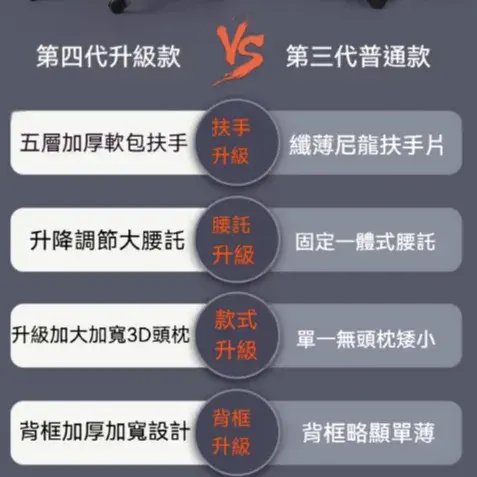 第四代升級款 VS 第三代普通款
五層加厚軟包扶手 扶手升級 纖薄尼龍扶手片
升降調節大腰託 腰託升級 固定一體式腰託
升級加大加寬3D頭枕 款式升級 單一無頭枕矮小
背框加厚加寬設計 背框升級 背框略顯單薄